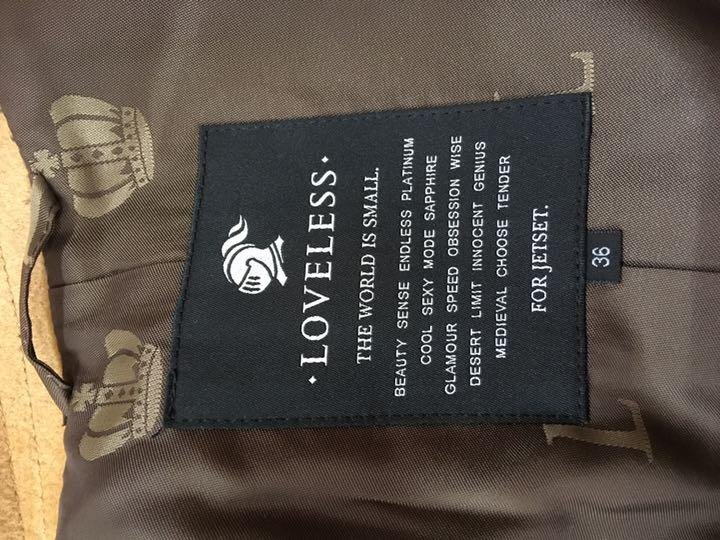 · LOVELESS ·
THE WORLD IS SMALL.
BEAUTY SENSE ENDLESS PLATINUM
COOL SEXY MODE SAPPHIRE
GLAMOUR SPEED OBSESSION WISE
DESERT LIMIT INNOCENT GENIUS
MEDIEVAL CHOOSE TENDER
FOR JETSET.
36
L
L